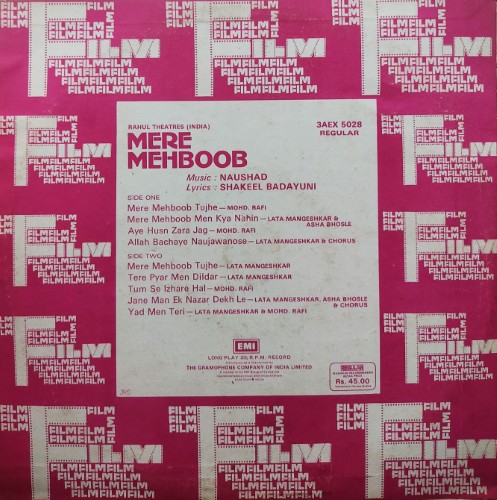 RAHUL THEATRES (INDIA)
3AEX 5028
REGULAR
MERE
MEHBOOB
Music : NAUSHAD
Lyrics : SHAKEEL BADAYUNI
SIDE ONE
Mere Mehboob Tujhe — MOHD. RAFI
Mere Mehboob Men Kya Nahin — LATA MANGESHKAR & ASHA BHOSLE
Aye Husn Zara Jag — MOHD. RAFI
Allah Bachaye Naujawanose — LATA MANGESHKAR & CHORUS
SIDE TWO
Mere Mehboob Tujhe — LATA MANGESHKAR
Tere Pyar Men Dildar — LATA MANGESHKAR
Tum Se Izhare Hal — MOHD. RAFI
Jane Man Ek Nazar Dekh Le — LATA MANGESHKAR, ASHA BHOSLE & CHORUS
Yad Men Teri — LATA MANGESHKAR & MOHD. RAFI
EMI
LONG PLAY 33⅓ R.P.M. RECORD
THE GRAMOPHONE COMPANY OF INDIA LIMITED
REGULAR
Rs. 45.00
FILM